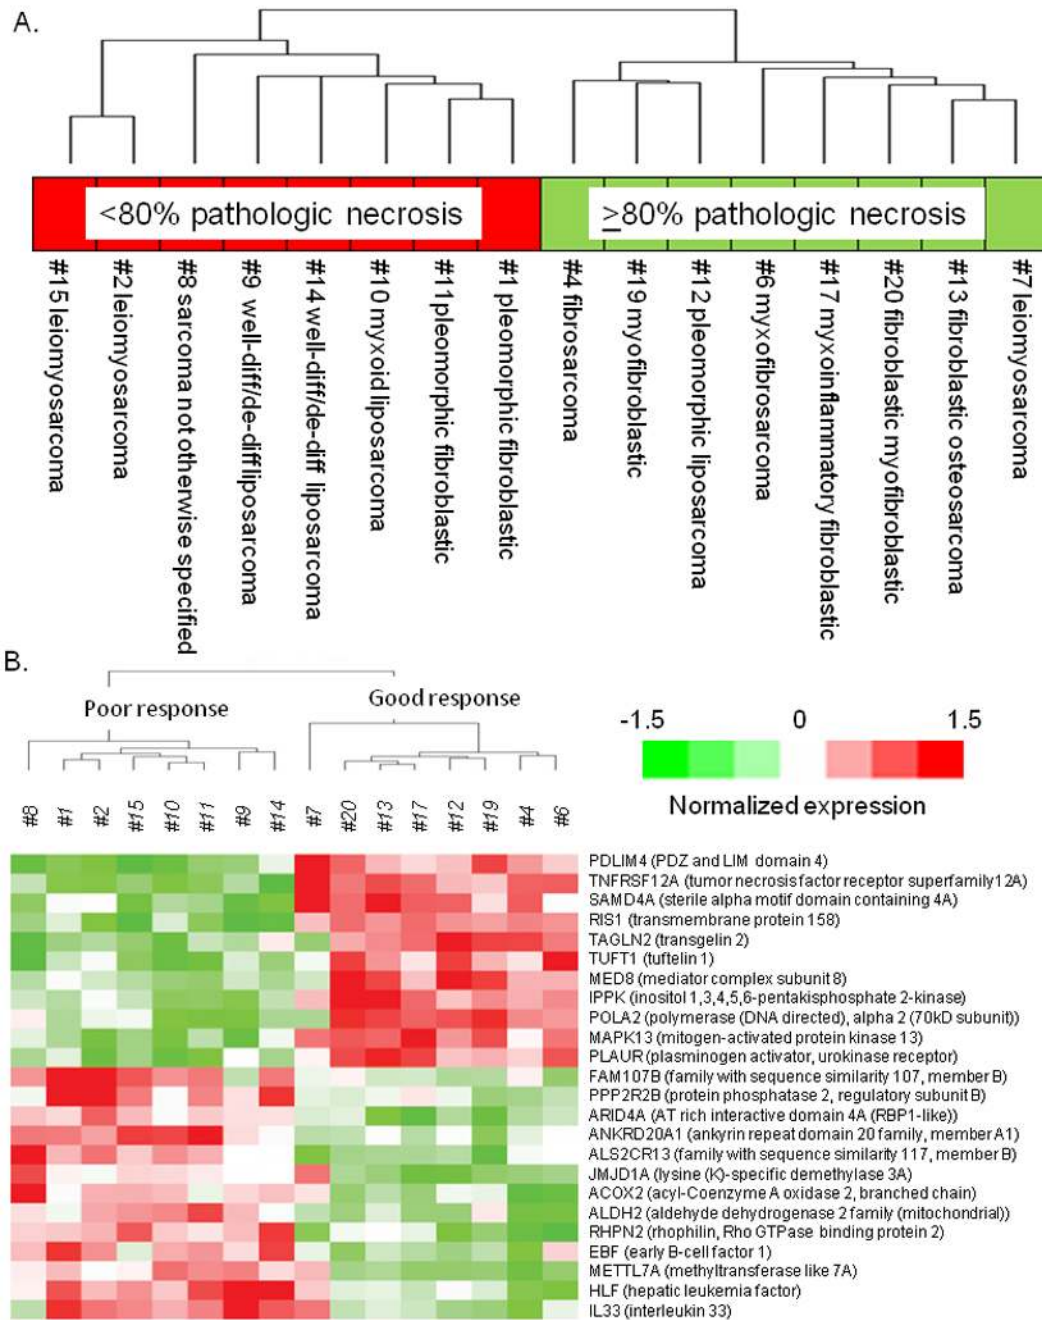 A.
<80% pathologic necrosis
≥80% pathologic necrosis
#15 leiomyosarcoma
#2 leiomyosarcoma
#8 sarcoma not otherwise specified
#9 well-diff/de-diff liposarcoma
#14 well-diff/de-diff liposarcoma
#10 myxoid liposarcoma
#11 pleomorphic fibroblastic
#1 pleomorphic fibroblastic
#4 fibrosarcoma
#19 myofibroblastic
#12 pleomorphic liposarcoma
#6 myxofibrosarcoma
#17 myxoinflammatory fibroblastic
#20 fibroblastic myofibroblastic
#13 fibroblastic osteosarcoma
#7 leiomyosarcoma
B.
Poor response
Good response
-1.5 0 1.5
Normalized expression
#8 #1 #2 #15 #10 #11 #9 #14 #7 #20 #13 #17 #12 #19 #4 #6
PDLIM4 (PDZ and LIM domain 4)
TNFRSF12A (tumor necrosis factor receptor superfamily 12A)
SAMD4A (sterile alpha motif domain containing 4A)
RIS1 (transmembrane protein 158)
TAGLN2 (transgelin 2)
TUFT1 (tuftelin 1)
MED8 (mediator complex subunit 8)
IPPK (inositol 1,3,4,5,6-pentakisphosphate 2-kinase)
POLA2 (polymerase (DNA directed), alpha 2 (70kD subunit))
MAPK13 (mitogen-activated protein kinase 13)
PLAUR (plasminogen activator, urokinase receptor)
FAM107B (family with sequence similarity 107, member B)
PPP2R2B (protein phosphatase 2, regulatory subunit B)
ARID4A (AT rich interactive domain 4A (RBP1-like))
ANKRD20A1 (ankyrin repeat domain 20 family, member A1)
ALS2CR13 (family with sequence similarity 117, member B)
JMJD1A (lysine (K)-specific demethylase 3A)
ACOX2 (acyl-Coenzyme A oxidase 2, branched chain)
ALDH2 (aldehyde dehydrogenase 2 family (mitochondrial))
RHPN2 (rhophilin, Rho GTPase binding protein 2)
EBF (early B-cell factor 1)
METTL7A (methyltransferase like 7A)
HLF (hepatic leukemia factor)
IL33 (interleukin 33)